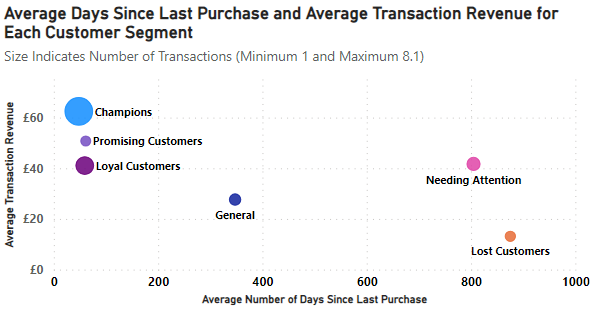 Average Days Since Last Purchase and Average Transaction Revenue for
Each Customer Segment
Size Indicates Number of Transactions (Minimum 1 and Maximum 8.1)
Average Transaction Revenue
£60
£40
£20
£0
Champions
Promising Customers
Loyal Customers
Needing Attention
General
Lost Customers
0
200
400
600
800
1000
Average Number of Days Since Last Purchase